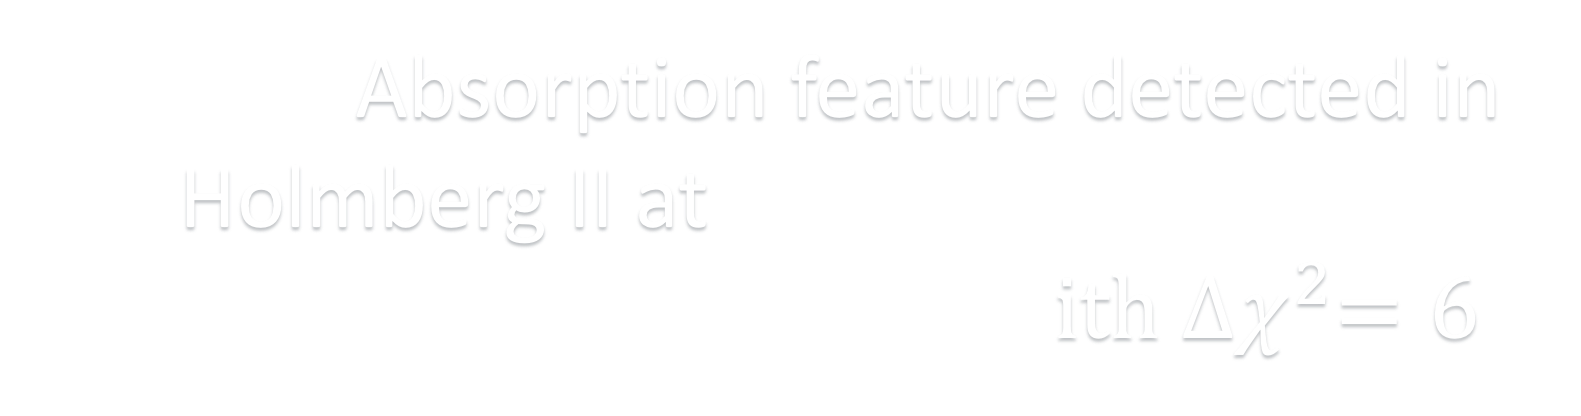 Absorption feature detected in
Holmberg II at
ith Δχ²= 6